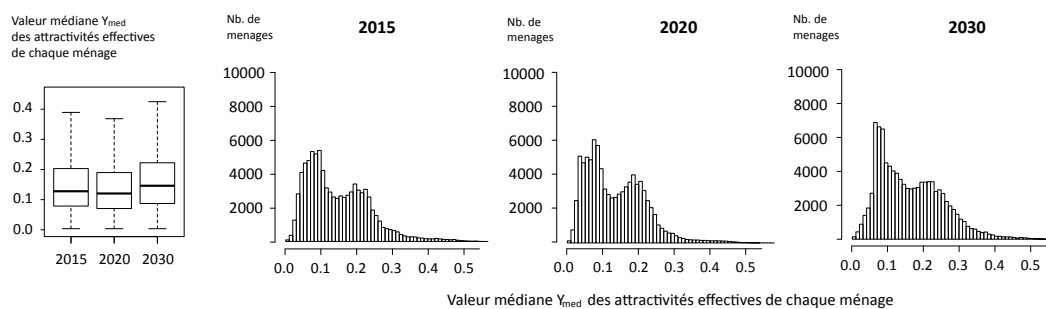 Valeur médiane Ymed
des attractivités effectives
de chaque ménage
0.4
0.3
0.2
0.1
0.0
2015 2020 2030
Nb. de
menages
2015
10000
8000
6000
4000
2000
0.0 0.1 0.2 0.3 0.4 0.5
Nb. de
menages
2020
10000
8000
6000
4000
2000
0.0 0.1 0.2 0.3 0.4 0.5
Nb. de
menages
2030
10000
8000
6000
4000
2000
0
0.0 0.1 0.2 0.3 0.4 0.5
Valeur médiane Ymed des attractivités effectives de chaque ménage